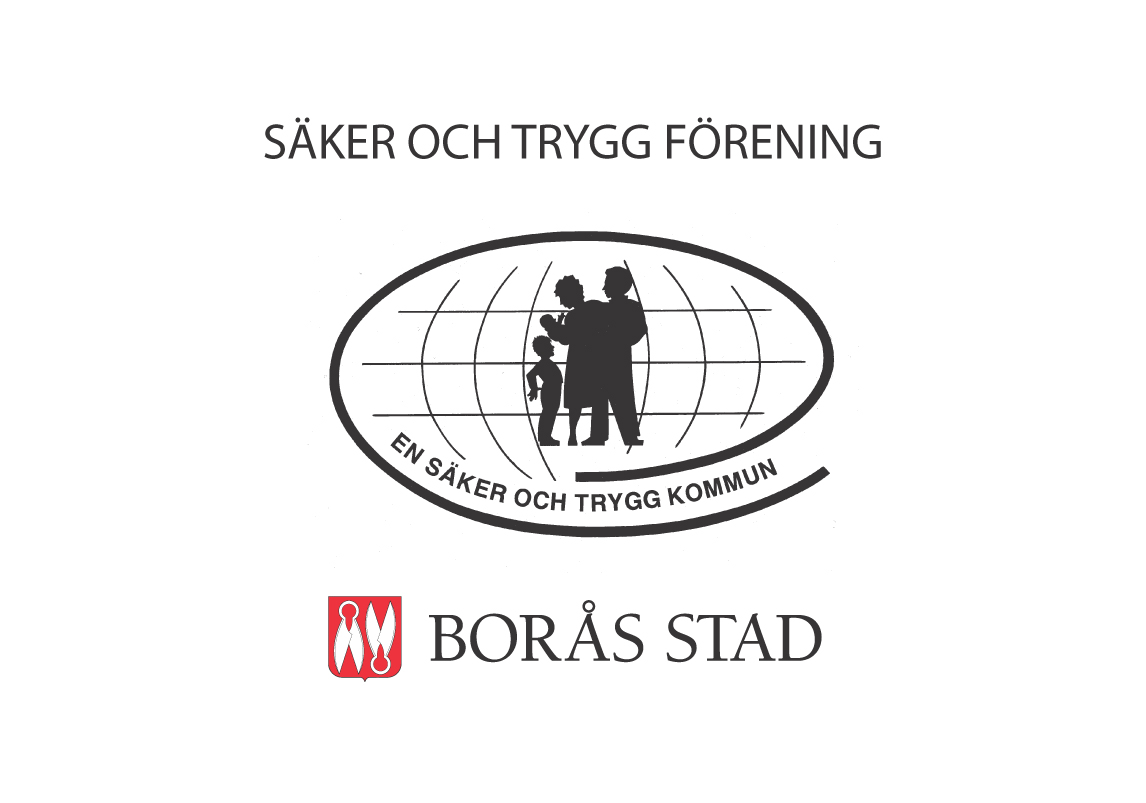 SÄKER OCH TRYGG FÖRENING
EN SÄKER OCH TRYGG KOMMUN
BORÅS STAD